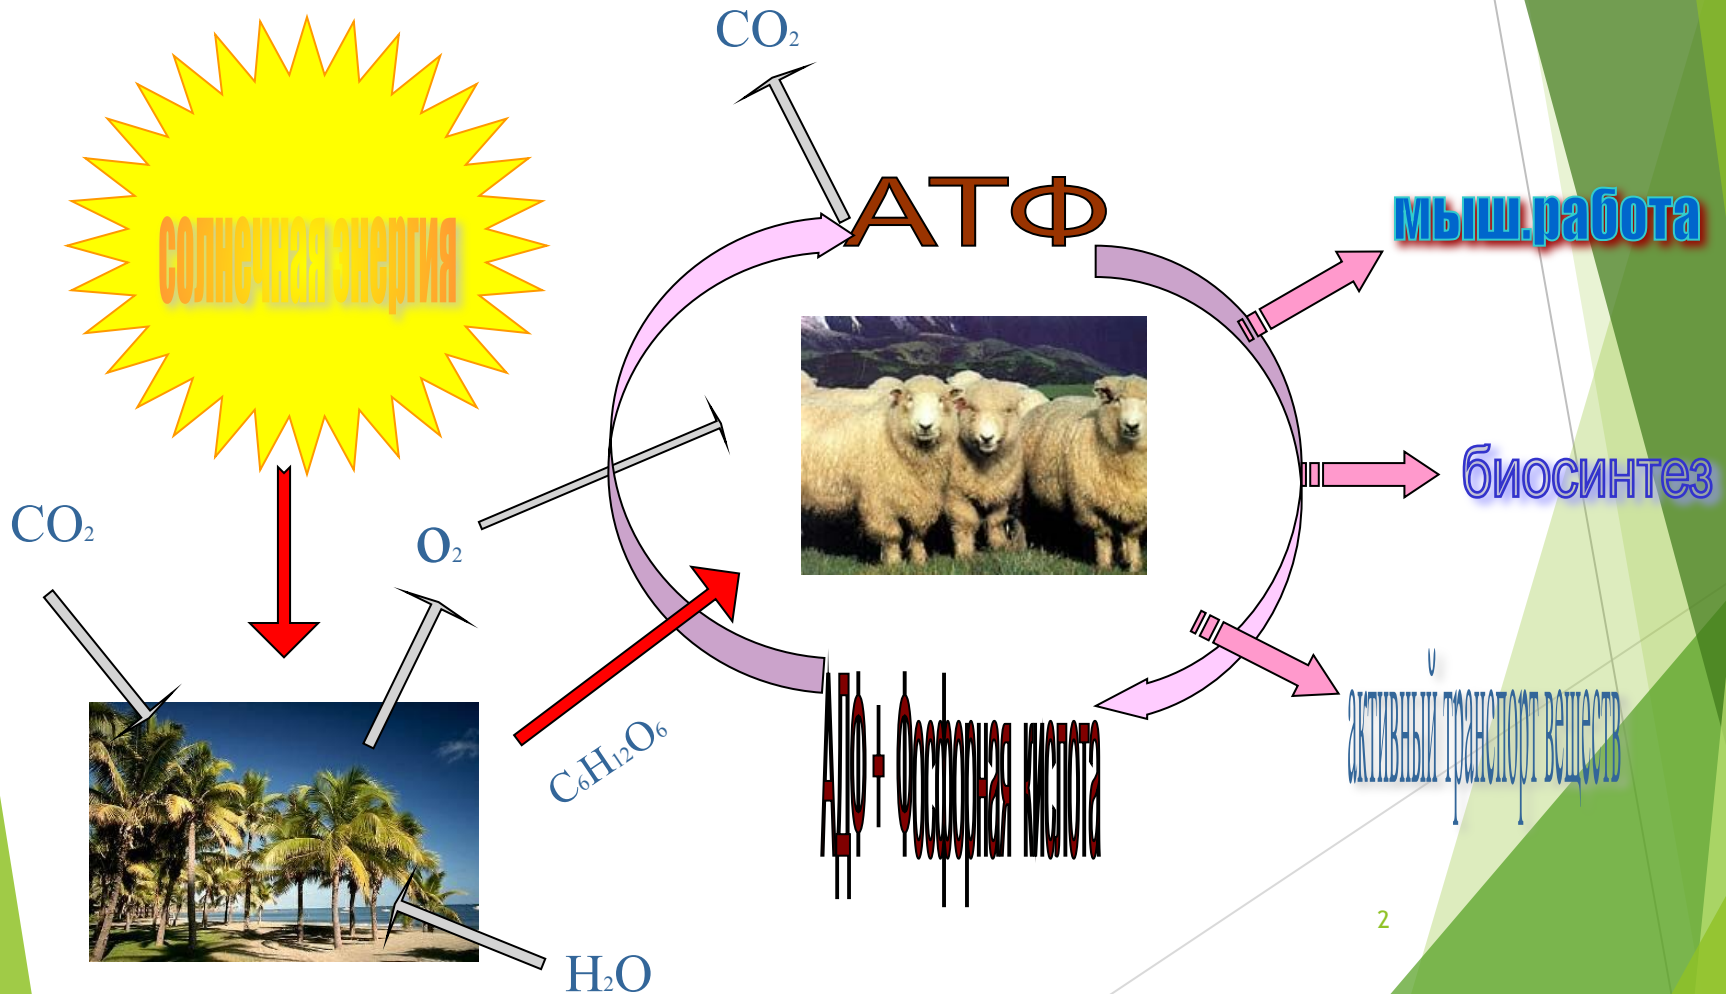 CO₂
солнечная энергия
АТФ
мыш.работа
биосинтез
CO₂
O₂
активный транспорт веществ
C₆H₁₂O₆
АДФ + Фосфорная кислота
2
H₂O